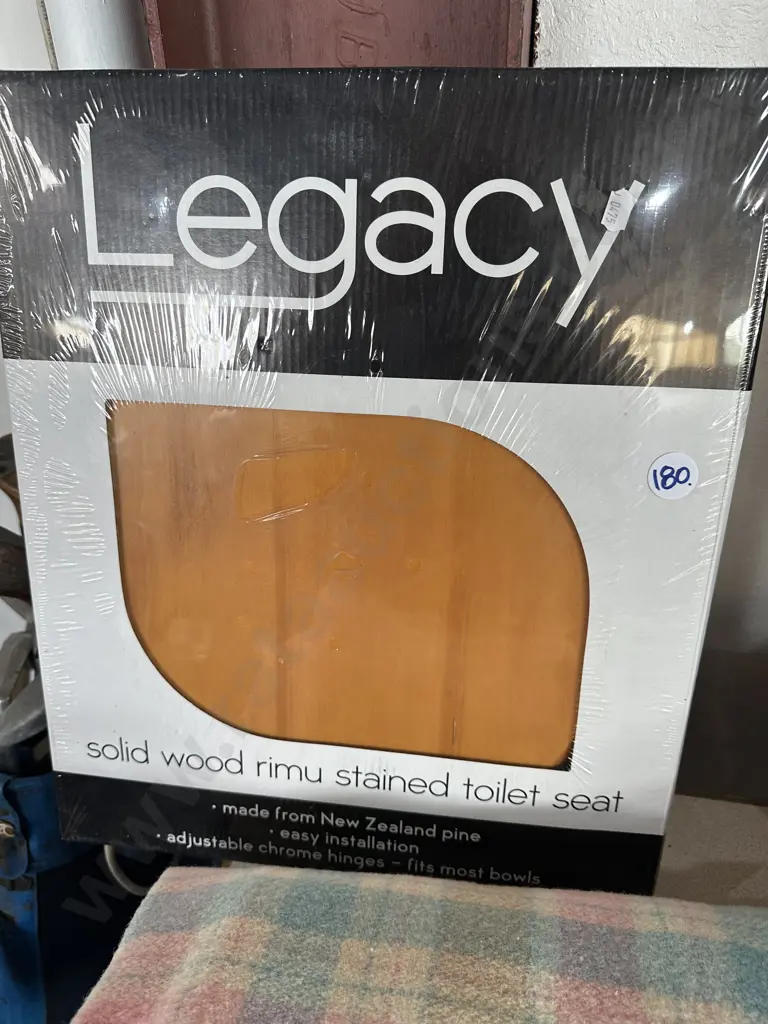 Legacy
0475
180.
solid wood rimu stained toilet seat
• made from New Zealand pine
• easy installation
• adjustable chrome hinges – fits most bowls